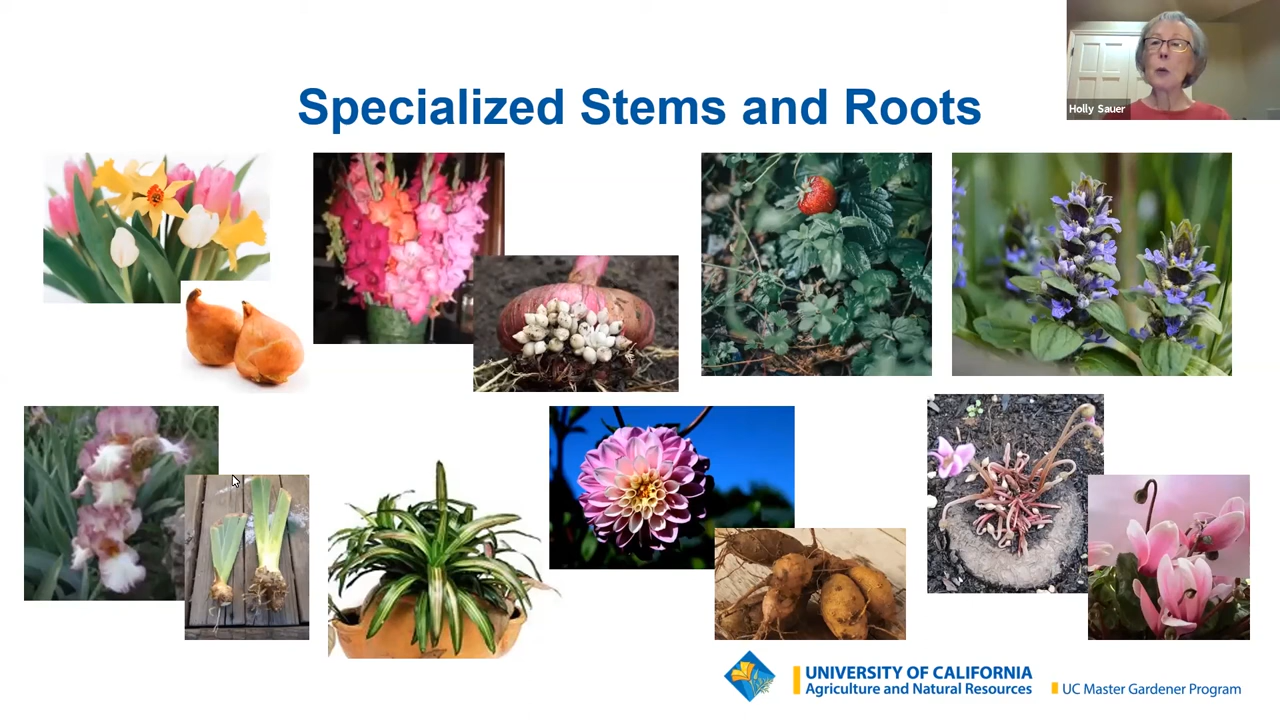 Specialized Stems and Roots
Holly Sauer
UNIVERSITY OF CALIFORNIA
Agriculture and Natural Resources
UC Master Gardener Program